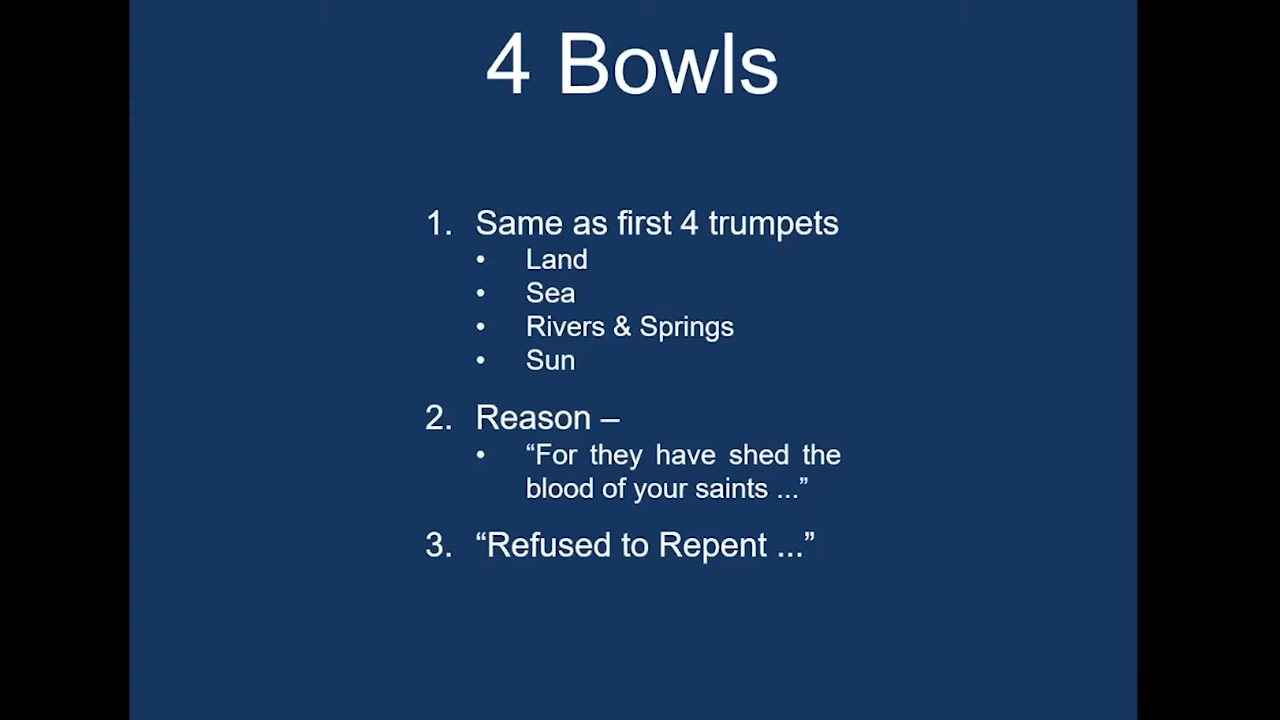 4 Bowls
1. Same as first 4 trumpets
• Land
• Sea
• Rivers & Springs
• Sun
2. Reason –
• “For they have shed the
blood of your saints ...”
3. “Refused to Repent ...”